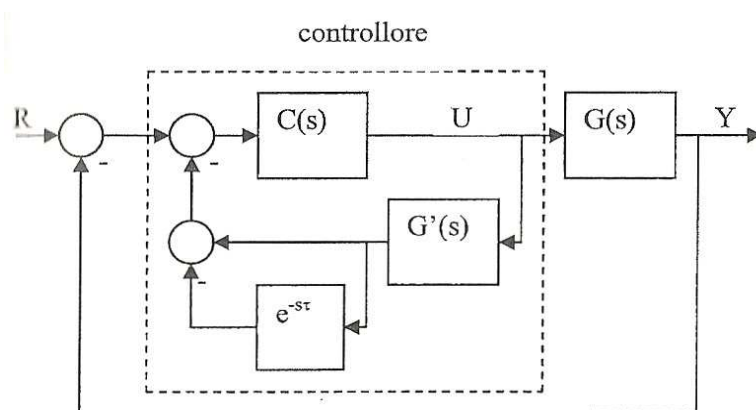 controllore
R
C(s)
U
G(s)
Y
-
-
G’(s)
-
e^{-sτ}